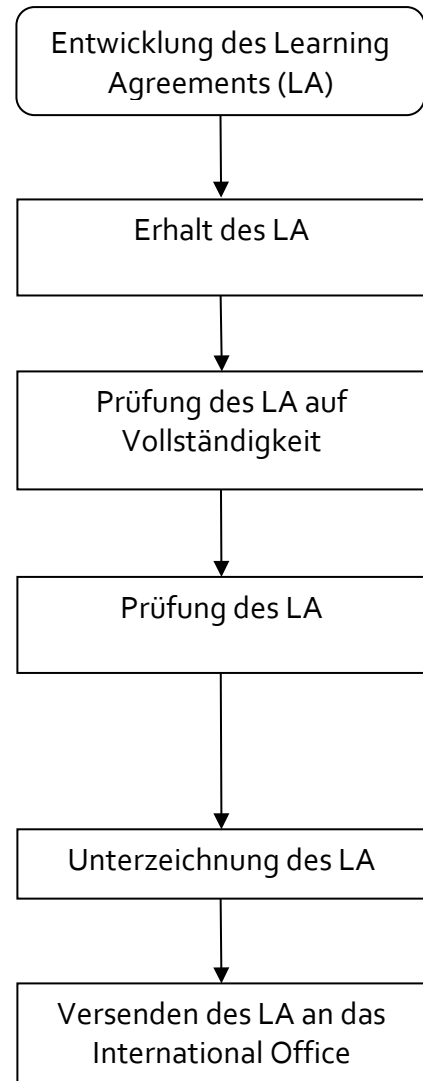 Entwicklung des Learning
Agreements (LA)
Erhalt des LA
Prüfung des LA auf
Vollständigkeit
Prüfung des LA
Unterzeichnung des LA
Versenden des LA an das
International Office